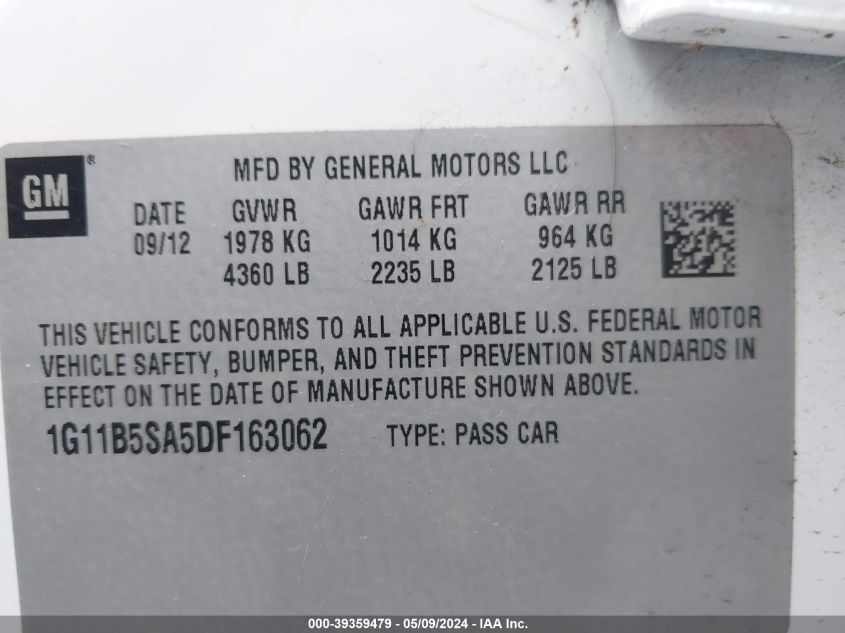 GM®
MFD BY GENERAL MOTORS LLC
DATE GVWR GAWR FRT GAWR RR
09/12 1978 KG 1014 KG 964 KG
4360 LB 2235 LB 2125 LB
THIS VEHICLE CONFORMS TO ALL APPLICABLE U.S. FEDERAL MOTOR
VEHICLE SAFETY, BUMPER, AND THEFT PREVENTION STANDARDS IN
EFFECT ON THE DATE OF MANUFACTURE SHOWN ABOVE.
1G11B5SA5DF163062 TYPE: PASS CAR
000-39359479 - 05/09/2024 - IAA Inc.